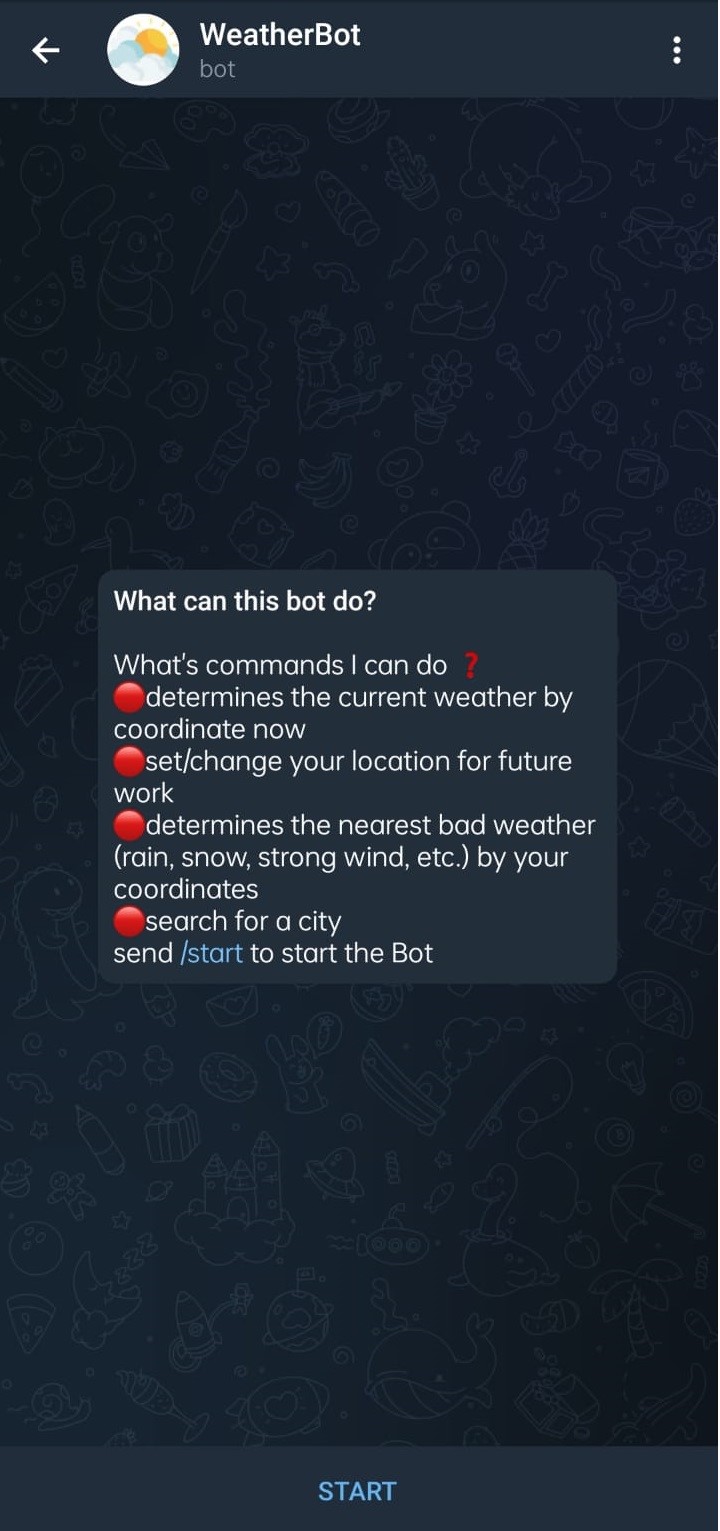 WeatherBot
bot
What can this bot do?
What's commands I can do ❓
🔴determines the current weather by
coordinate now
🔴set/change your location for future
work
🔴determines the nearest bad weather
(rain, snow, strong wind, etc.) by your
coordinates
🔴search for a city
send /start to start the Bot
START